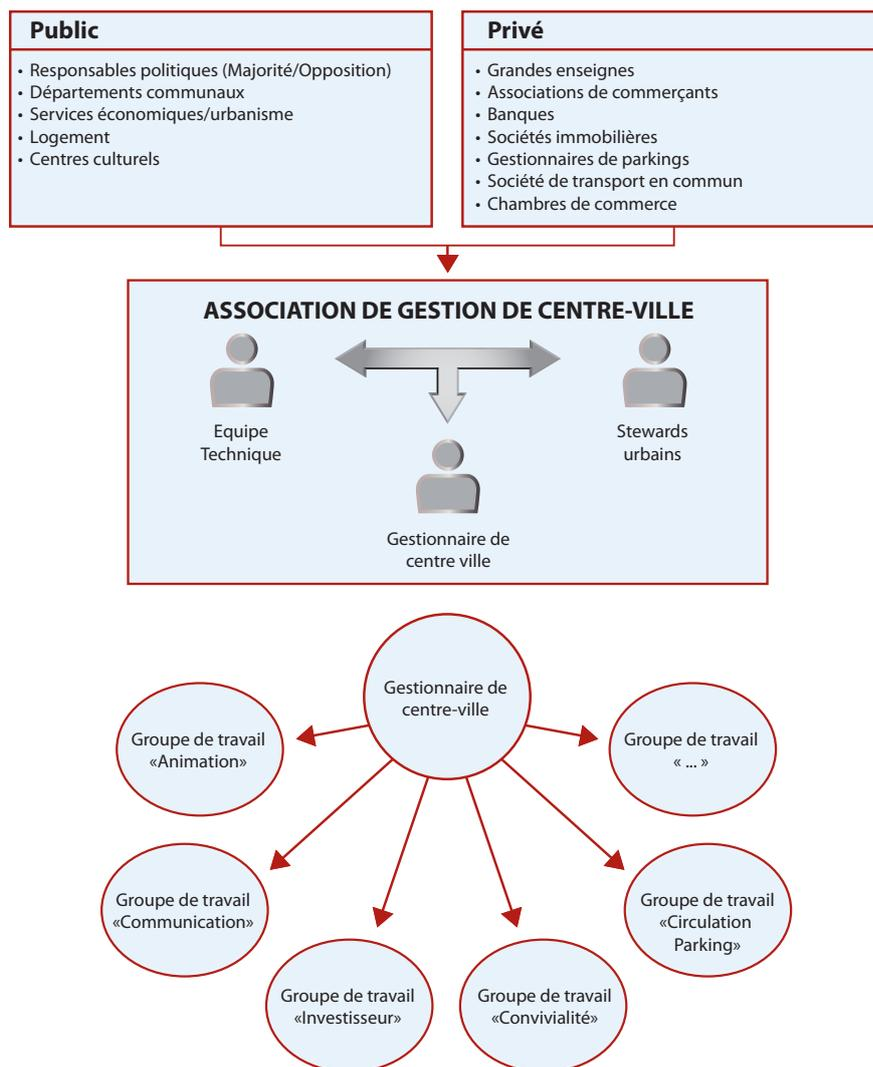 Public
• Responsables politiques (Majorité/Opposition)
• Départements communaux
• Services économiques/urbanisme
• Logement
• Centres culturels
Privé
• Grandes enseignes
• Associations de commerçants
• Banques
• Sociétés immobilières
• Gestionnaires de parkings
• Société de transport en commun
• Chambres de commerce
ASSOCIATION DE GESTION DE CENTRE-VILLE
Equipe
Technique
Stewards
urbains
Gestionnaire de
centre ville
Gestionnaire de
centre-ville
Groupe de travail
«Animation»
Groupe de travail
« ... »
Groupe de travail
«Communication»
Groupe de travail
«Circulation
Parking»
Groupe de travail
«Investisseur»
Groupe de travail
«Convivialité»